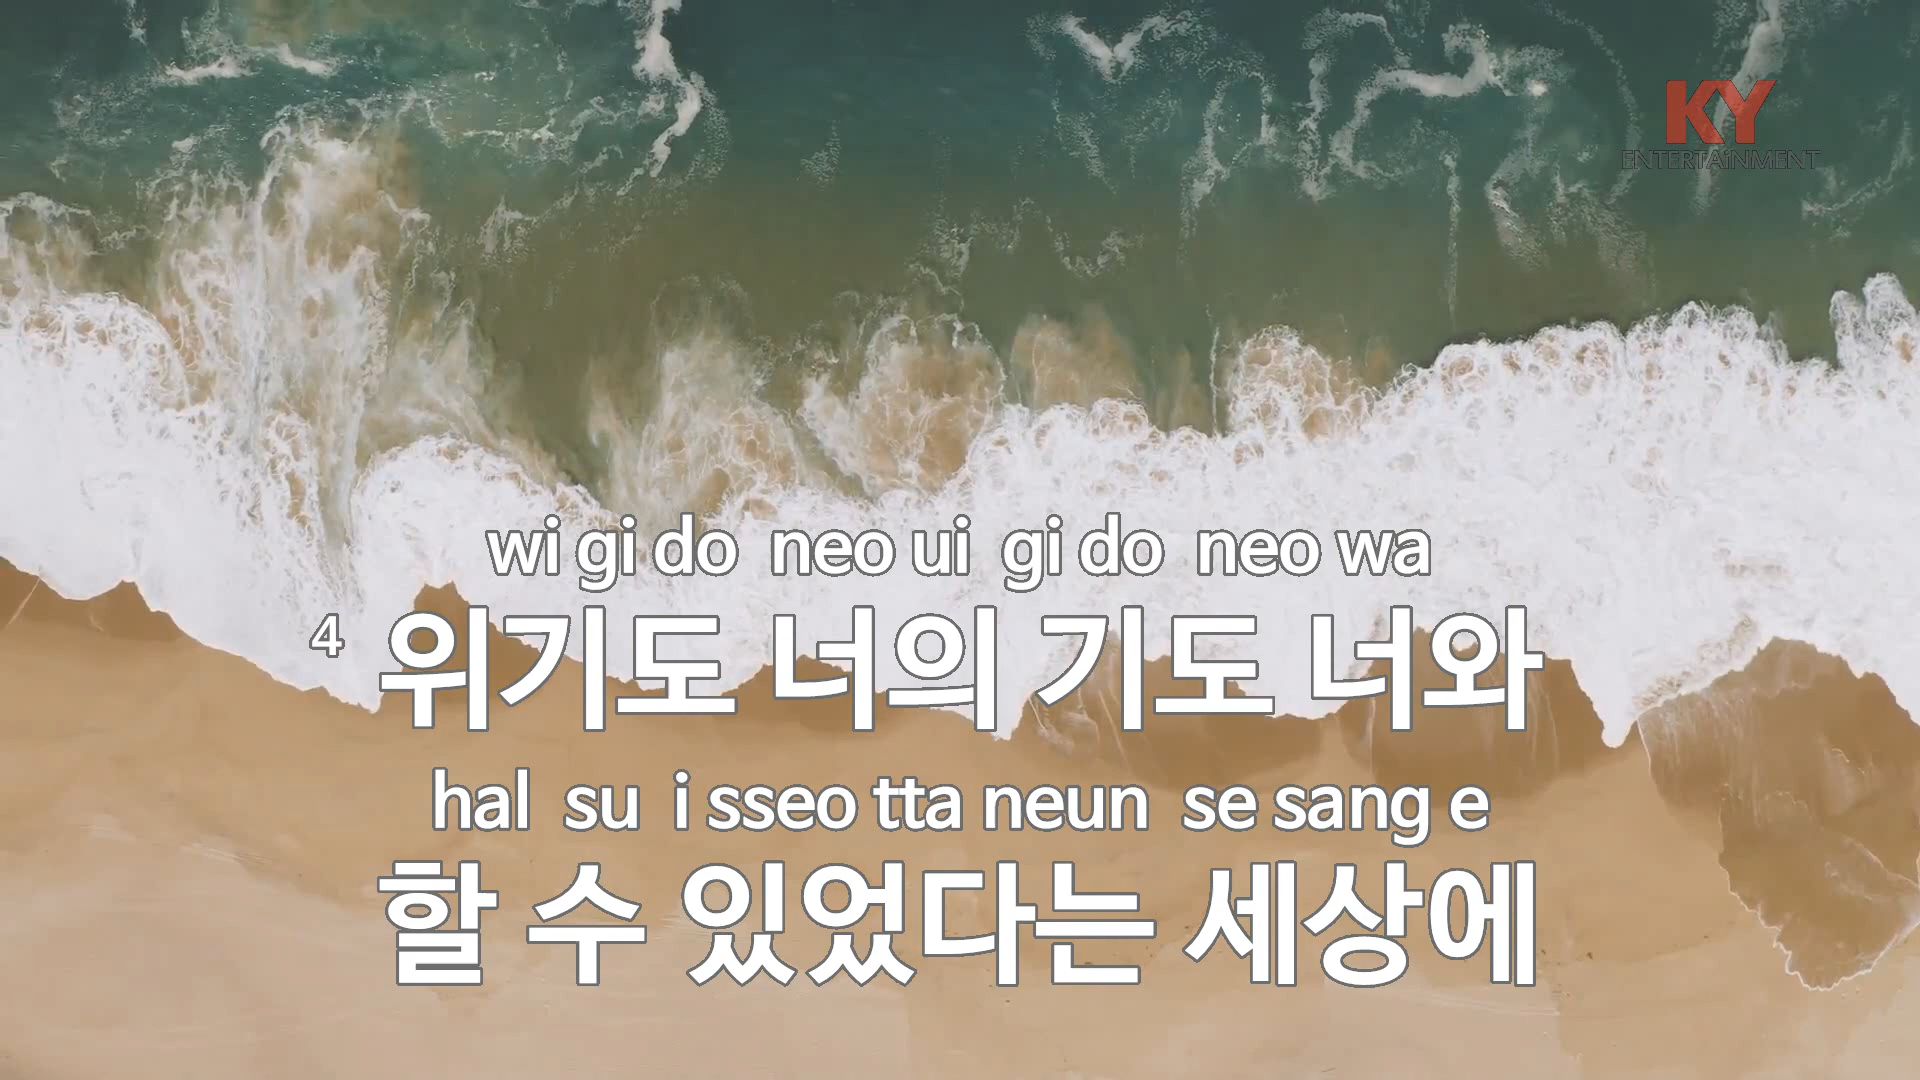 KY
ENTERTAiNMENT
wi gi do neo ui gi do neo wa
4 위기도 너의 기도 너와
hal su i sseo tta neun se sang e
할 수 있었다는 세상에